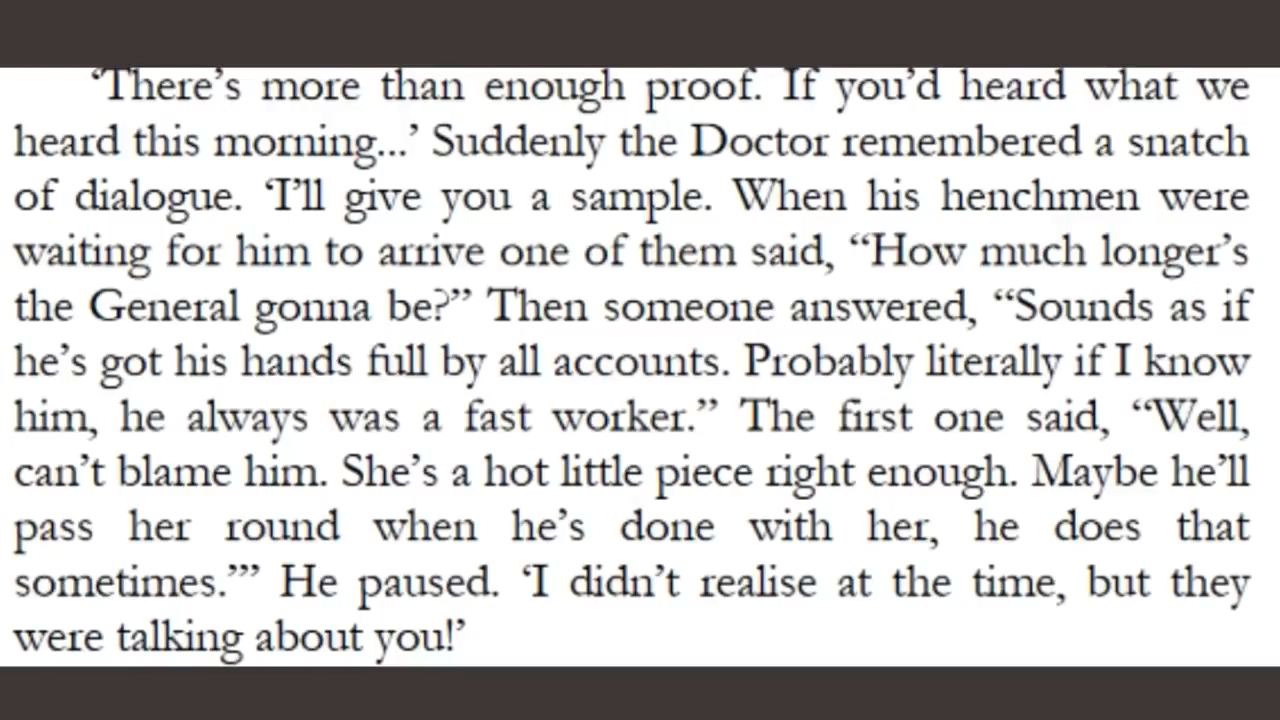 ‘There’s more than enough proof. If you’d heard what we
heard this morning...’ Suddenly the Doctor remembered a snatch
of dialogue. ‘I’ll give you a sample. When his henchmen were
waiting for him to arrive one of them said, “How much longer’s
the General gonna be?” Then someone answered, “Sounds as if
he’s got his hands full by all accounts. Probably literally if I know
him, he always was a fast worker.” The first one said, “Well,
can’t blame him. She’s a hot little piece right enough. Maybe he’ll
pass her round when he’s done with her, he does that
sometimes.”’” He paused. ‘I didn’t realise at the time, but they
were talking about you!’